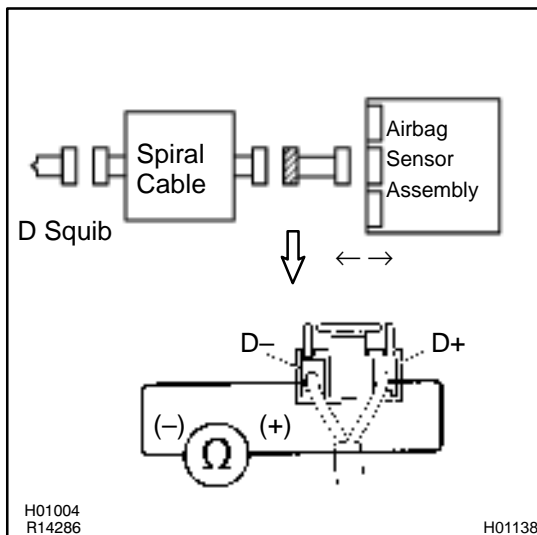 Airbag
Spiral
Sensor
Cable
Assembly
D Squib
← →
D−
D+
(−)
(+)
Ω
H01004
R14286
H01138